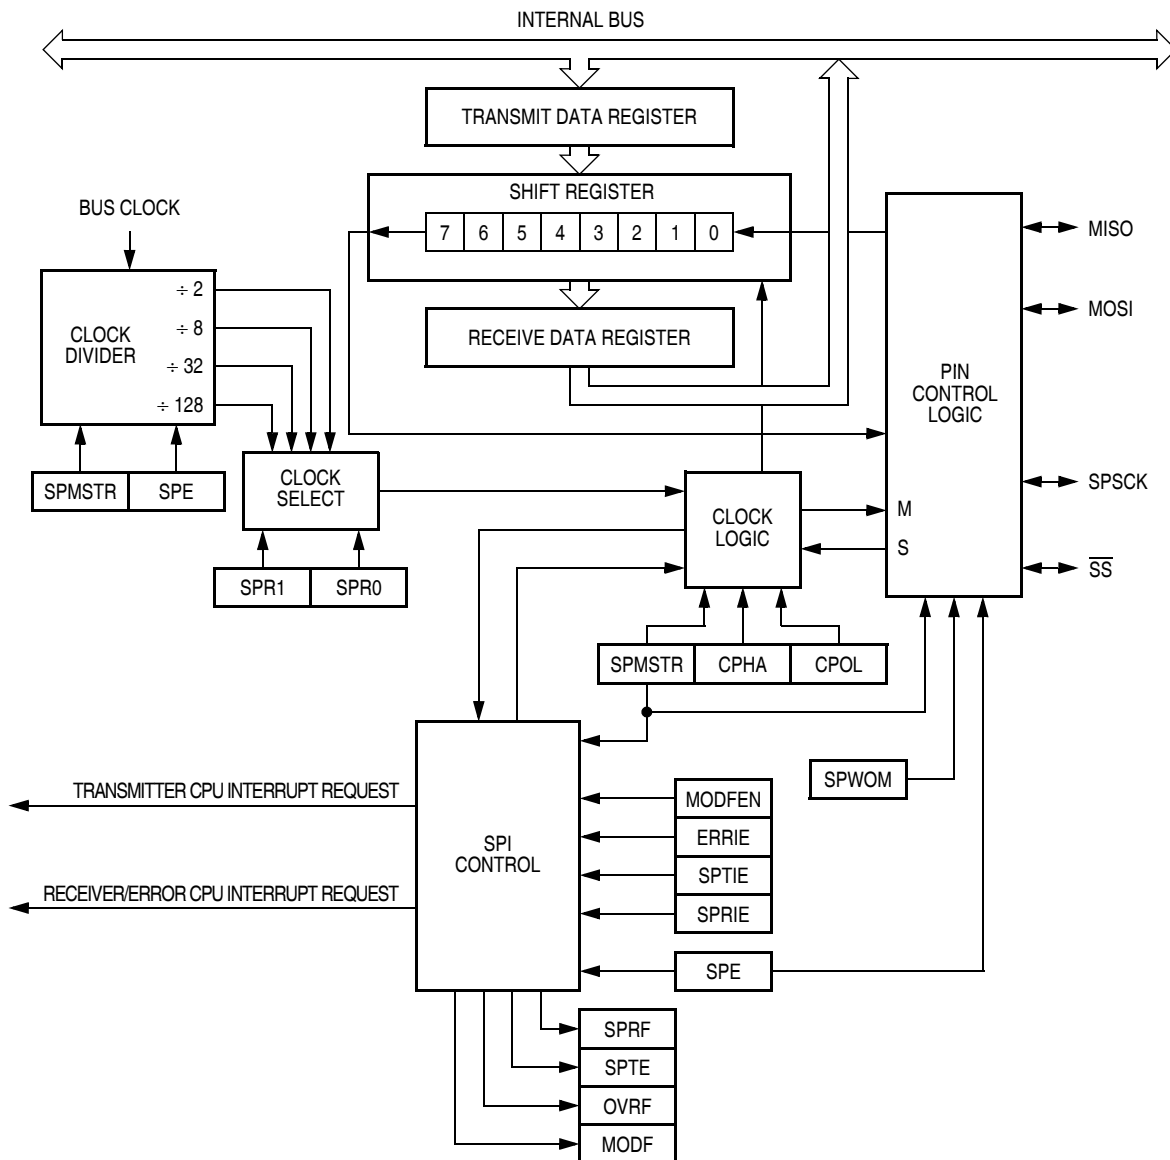 INTERNAL BUS
TRANSMIT DATA REGISTER
SHIFT REGISTER
7 6 5 4 3 2 1 0
RECEIVE DATA REGISTER
BUS CLOCK
CLOCK
DIVIDER
÷ 2
÷ 8
÷ 32
÷ 128
SPMSTR SPE
CLOCK
SELECT
SPR1 SPR0
CLOCK
LOGIC
SPMSTR CPHA CPOL
PIN
CONTROL
LOGIC
M
S
MISO
MOSI
SPSCK
SS
SPWOM
TRANSMITTER CPU INTERRUPT REQUEST
RECEIVER/ERROR CPU INTERRUPT REQUEST
SPI
CONTROL
MODFEN
ERRIE
SPTIE
SPRIE
SPE
SPRF
SPTE
OVRF
MODF